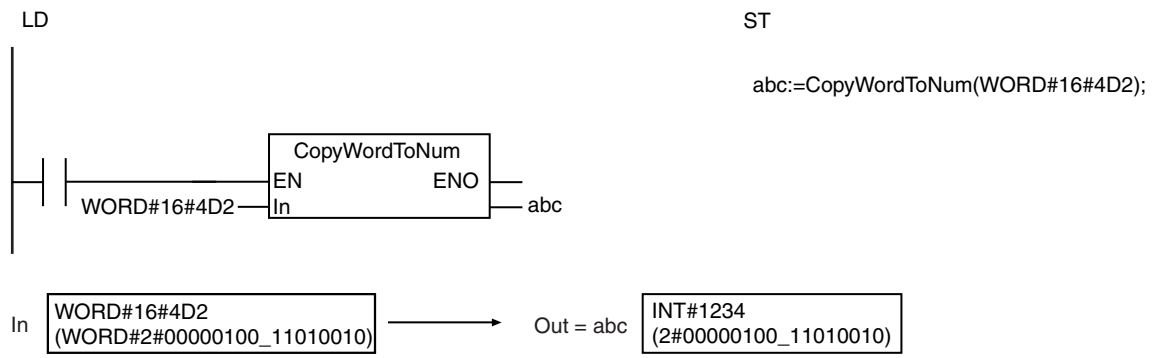 LD
ST
abc:=CopyWordToNum(WORD#16#4D2);
CopyWordToNum
EN ENO
WORD#16#4D2 In abc
In WORD#16#4D2 (WORD#2#00000100_11010010)
Out = abc INT#1234 (2#00000100_11010010)